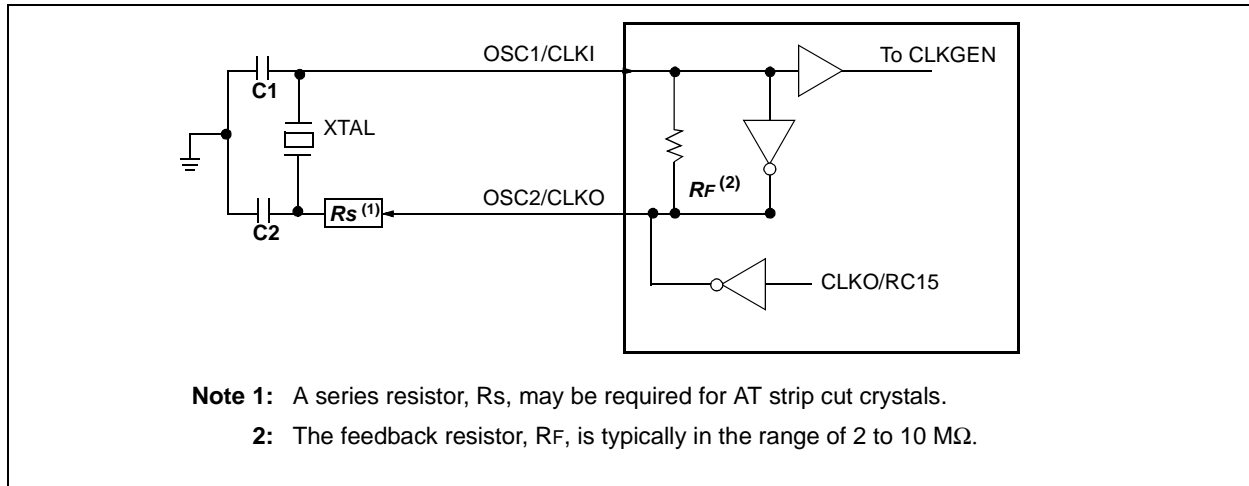 OSC1/CLKI
To CLKGEN
C1
XTAL
RF (2)
OSC2/CLKO
Rs (1)
C2
CLKO/RC15
Note 1: A series resistor, Rs, may be required for AT strip cut crystals.
2: The feedback resistor, RF, is typically in the range of 2 to 10 MΩ.